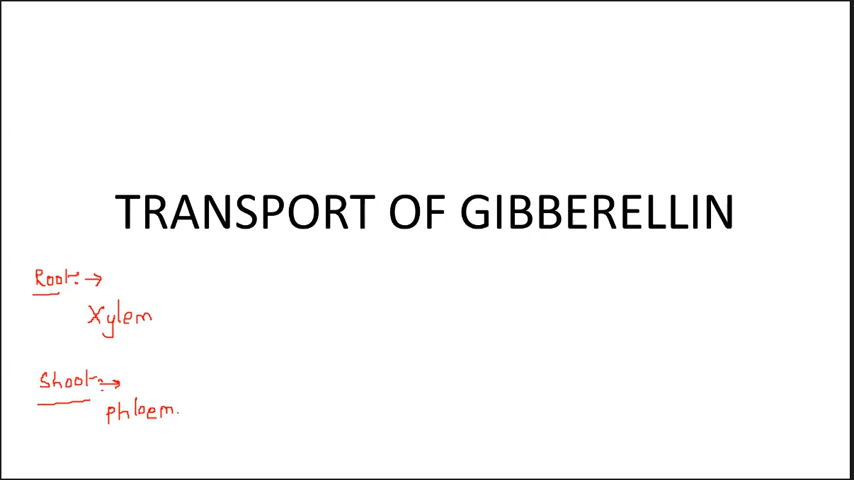 TRANSPORT OF GIBBERELLIN
Root: →
Xylem
Shoot: →
phloem.